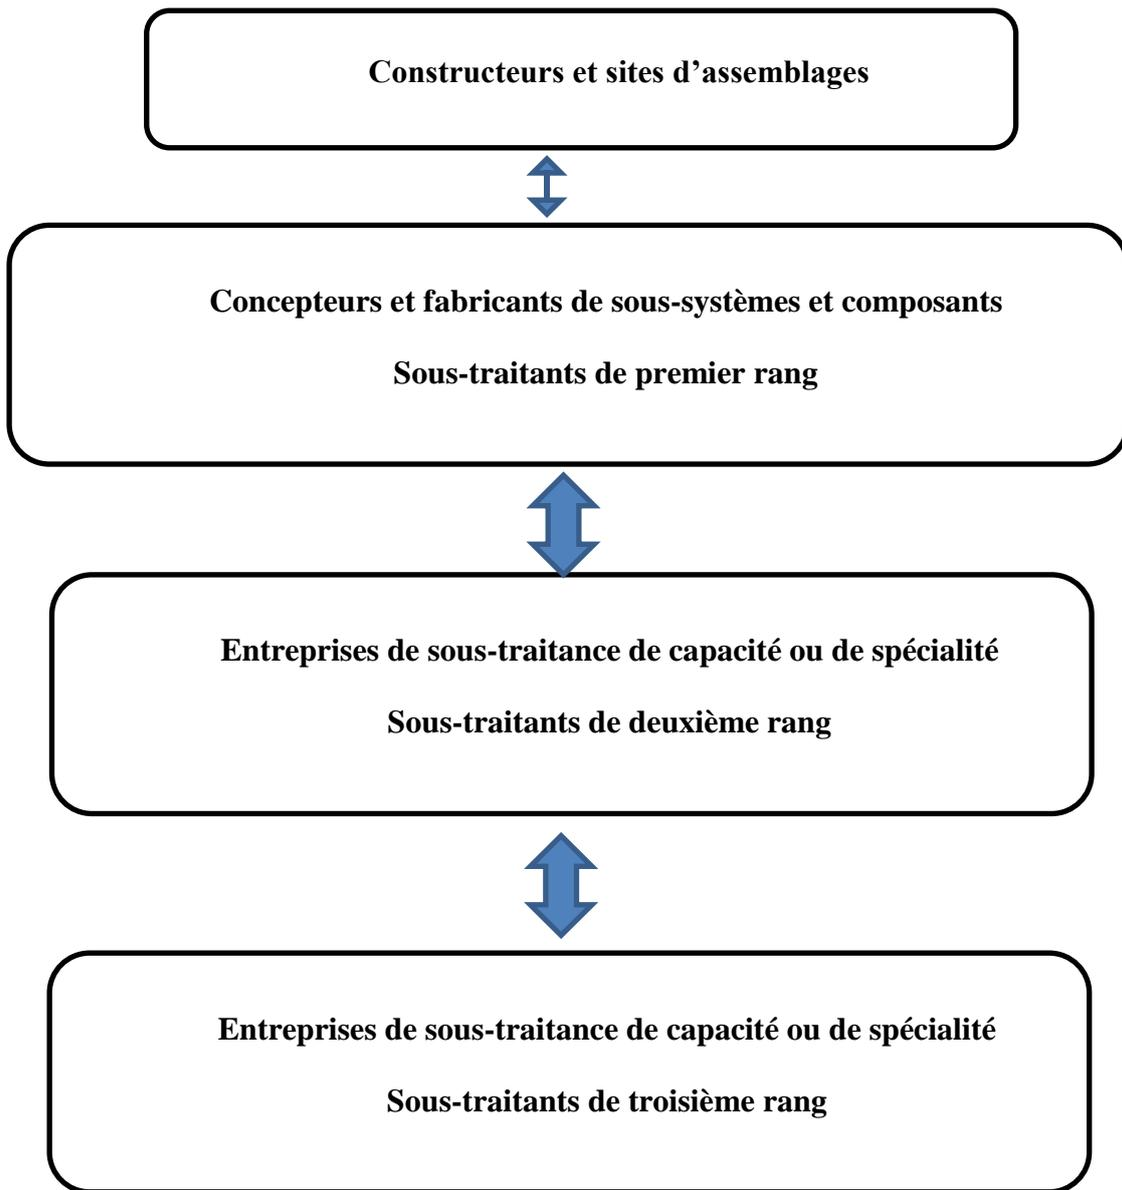 Constructeurs et sites d’assemblages
Concepteurs et fabricants de sous-systèmes et composants
Sous-traitants de premier rang
Entreprises de sous-traitance de capacité ou de spécialité
Sous-traitants de deuxième rang
Entreprises de sous-traitance de capacité ou de spécialité
Sous-traitants de troisième rang